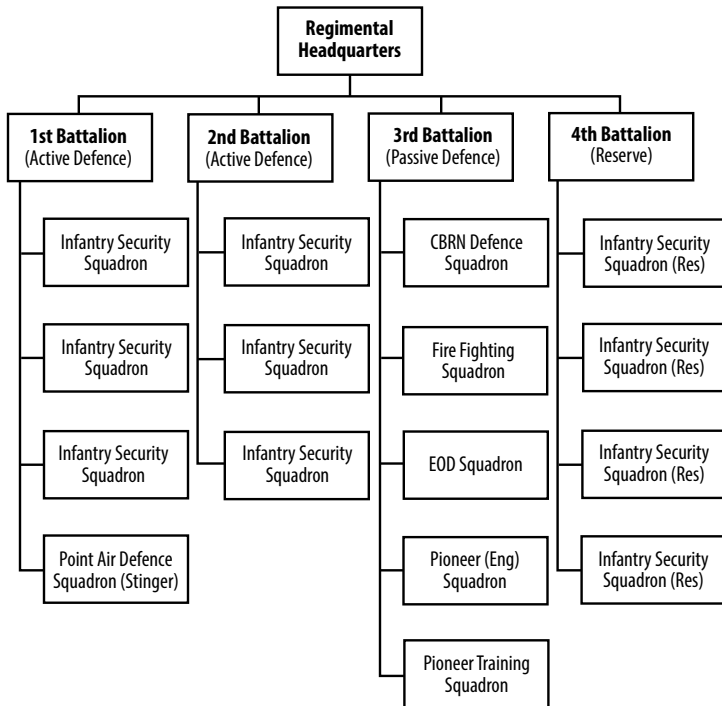 Regimental
Headquarters
1st Battalion
(Active Defence)
Infantry Security
Squadron
Infantry Security
Squadron
Infantry Security
Squadron
Point Air Defence
Squadron (Stinger)
2nd Battalion
(Active Defence)
Infantry Security
Squadron
Infantry Security
Squadron
Infantry Security
Squadron
3rd Battalion
(Passive Defence)
CBRN Defence
Squadron
Fire Fighting
Squadron
EOD Squadron
Pioneer (Eng)
Squadron
Pioneer Training
Squadron
4th Battalion
(Reserve)
Infantry Security
Squadron (Res)
Infantry Security
Squadron (Res)
Infantry Security
Squadron (Res)
Infantry Security
Squadron (Res)